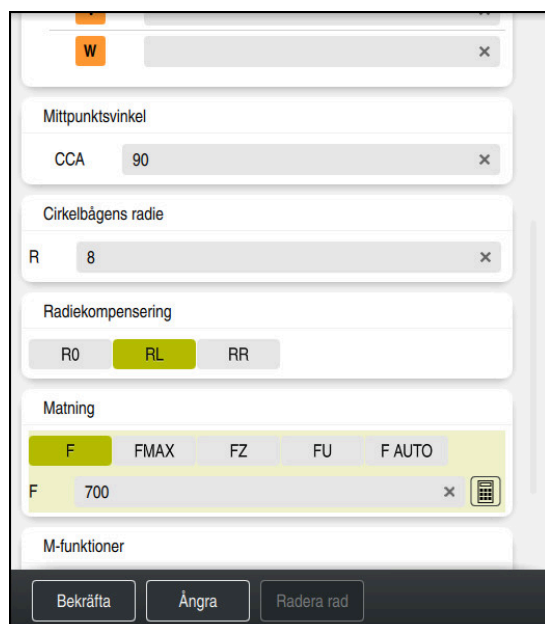 W ×
Mittpunktsvinkel
CCA 90 ×
Cirkelbågens radie
R 8 ×
Radiekompensering
R0 RL RR
Matning
F FMAX FZ FU F AUTO
F 700 ×
M-funktioner
Bekräfta Ångra Radera rad